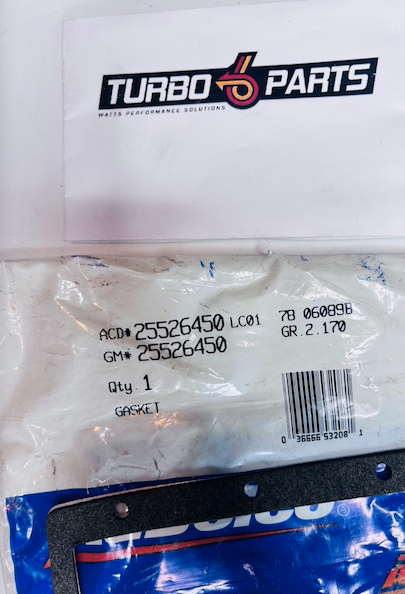 TURBO 6 PARTS
WATTS PERFORMANCE SOLUTIONS
ACD# 25526450 LC01 78 06089B
GM# 25526450 GR.2.170
Qty. 1
GASKET
0 36666 53208 1